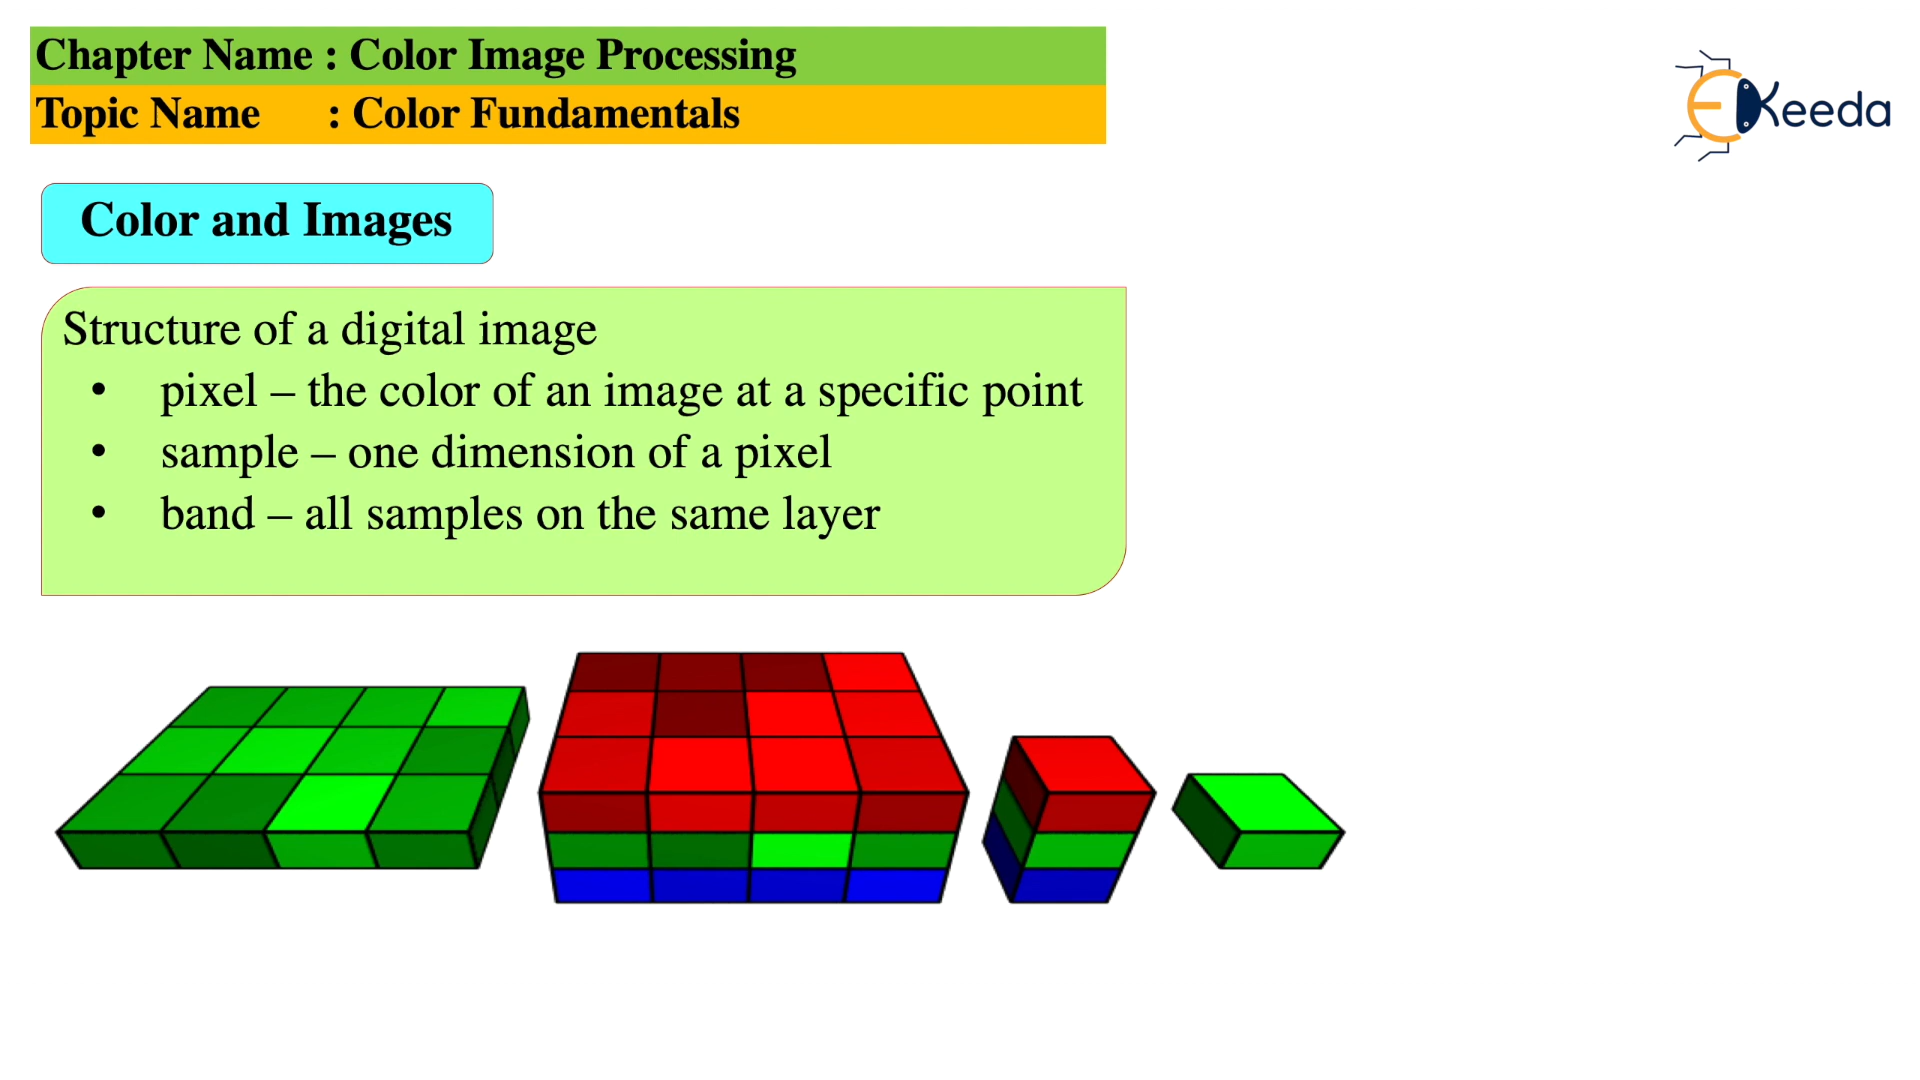 Chapter Name : Color Image Processing
Topic Name : Color Fundamentals
EKeeda
Color and Images
Structure of a digital image
• pixel – the color of an image at a specific point
• sample – one dimension of a pixel
• band – all samples on the same layer